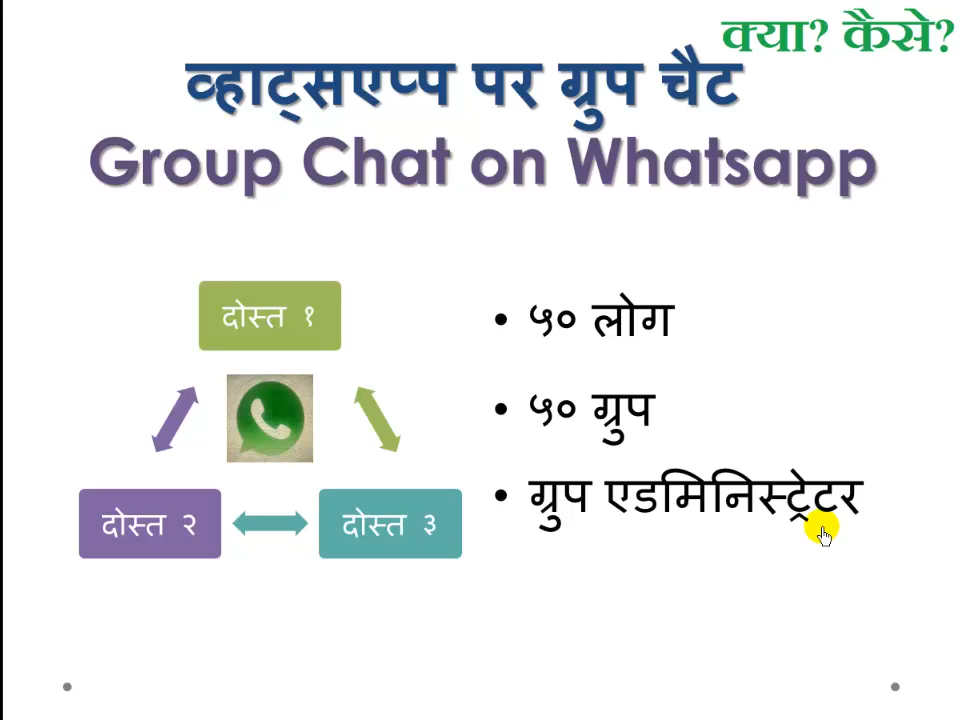 क्या? कैसे?
व्हाट्सएप्प पर ग्रुप चैट
Group Chat on Whatsapp
दोस्त १
दोस्त २
दोस्त ३
• ५० लोग
• ५० ग्रुप
• ग्रुप एडमिनिस्ट्रेटर